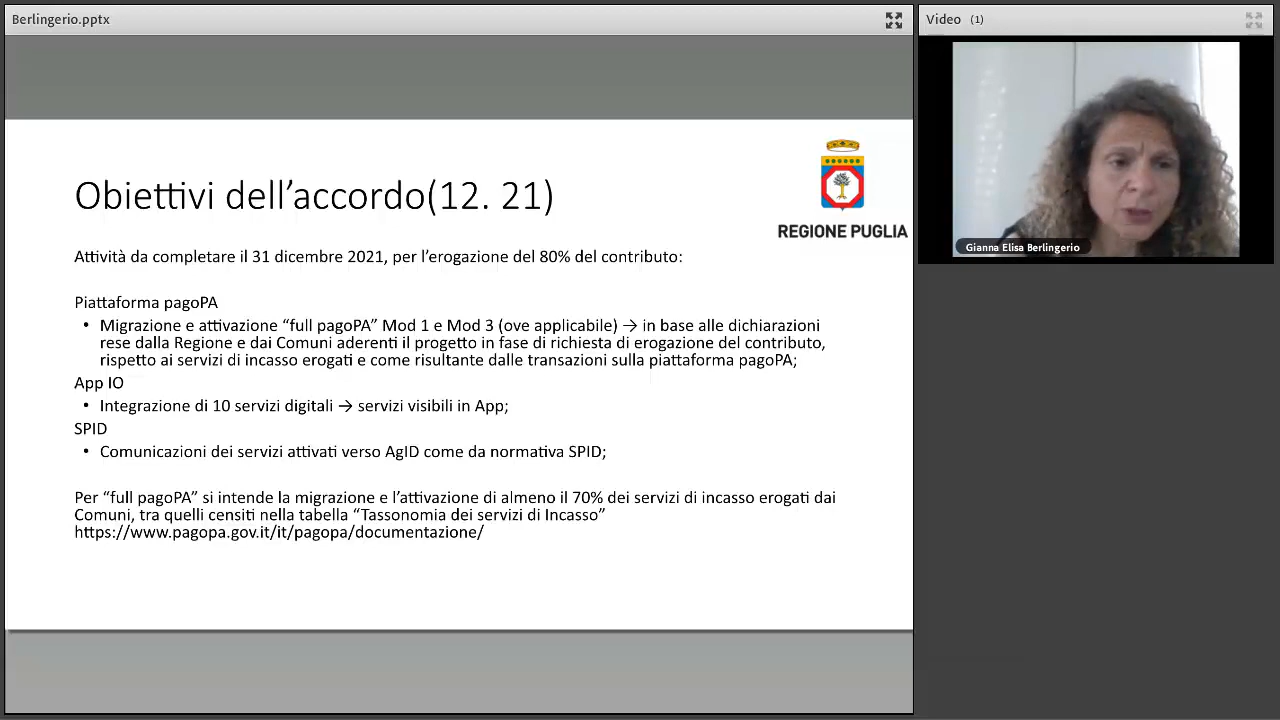 Berlingerio.pptx
Video (1)
Obiettivi dell’accordo(12. 21)
REGIONE PUGLIA
Gianna Elisa Berlingerio
Attività da completare il 31 dicembre 2021, per l’erogazione del 80% del contributo:
Piattaforma pagoPA
• Migrazione e attivazione “full pagoPA” Mod 1 e Mod 3 (ove applicabile) → in base alle dichiarazioni
rese dalla Regione e dai Comuni aderenti il progetto in fase di richiesta di erogazione del contributo,
rispetto ai servizi di incasso erogati e come risultante dalle transazioni sulla piattaforma pagoPA;
App IO
• Integrazione di 10 servizi digitali → servizi visibili in App;
SPID
• Comunicazioni dei servizi attivati verso AgID come da normativa SPID;
Per “full pagoPA” si intende la migrazione e l’attivazione di almeno il 70% dei servizi di incasso erogati dai
Comuni, tra quelli censiti nella tabella “Tassonomia dei servizi di Incasso”
https://www.pagopa.gov.it/it/pagopa/documentazione/